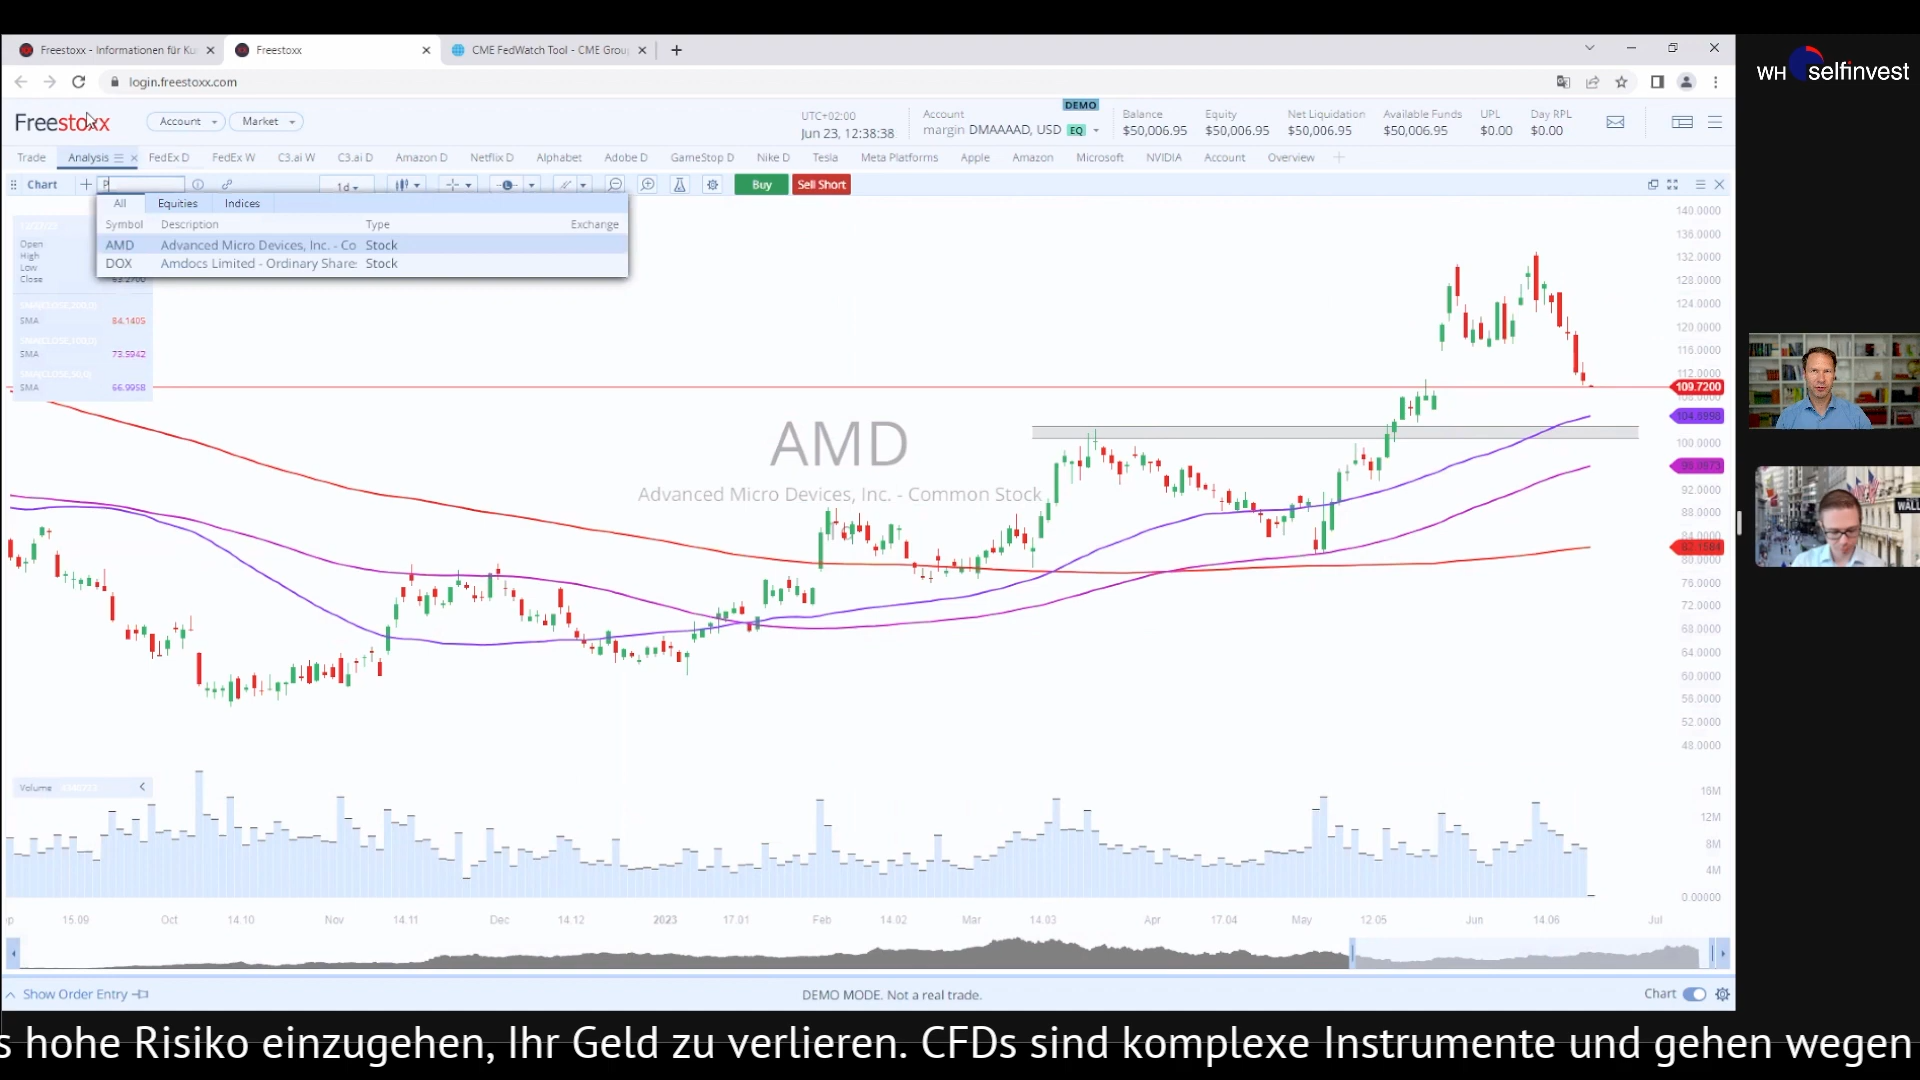 Freestoxx - Informationen für Ku
Freestoxx
CME FedWatch Tool - CME Group
login.freestoxx.com
WH selfinvest
Freestoxx
Account
Market
UTC+02:00
Jun 23, 12:38:38
Account
margin DMAAAAD, USD EQ
DEMO
Balance
$50,006.95
Equity
$50,006.95
Net Liquidation
$50,006.95
Available Funds
$50,006.95
UPL
$0.00
Day RPL
$0.00
Trade Analysis FedEx D FedEx W C3.ai W C3.ai D Amazon D Netflix D Alphabet Adobe D GameStop D Nike D Tesla Meta Platforms Apple Amazon Microsoft NVIDIA Account Overview
Chart
P
1d
Buy
Sell Short
All Equities Indices
Symbol Description Type Exchange
AMD Advanced Micro Devices, Inc. - Co Stock
DOX Amdocs Limited - Ordinary Share Stock
Open
High
Low
Close
SMA 84.1405
SMA 73.5942
SMA 66.9958
AMD
Advanced Micro Devices, Inc. - Common Stock
140.0000
136.0000
132.0000
128.0000
124.0000
120.0000
116.0000
112.0000
109.7200
100.0000
92.0000
88.0000
84.0000
80.0000
76.0000
72.0000
68.0000
64.0000
60.0000
56.0000
52.0000
48.0000
WALL
Volume
16M
12M
8M
4M
0.00000
15.09 Oct 14.10 Nov 14.11 Dec 14.12 2023 17.01 Feb 14.02 Mar 14.03 Apr 17.04 May 12.05 Jun 14.06 Jul
Show Order Entry
DEMO MODE. Not a real trade.
Chart
s hohe Risiko einzugehen, Ihr Geld zu verlieren. CFDs sind komplexe Instrumente und gehen wegen